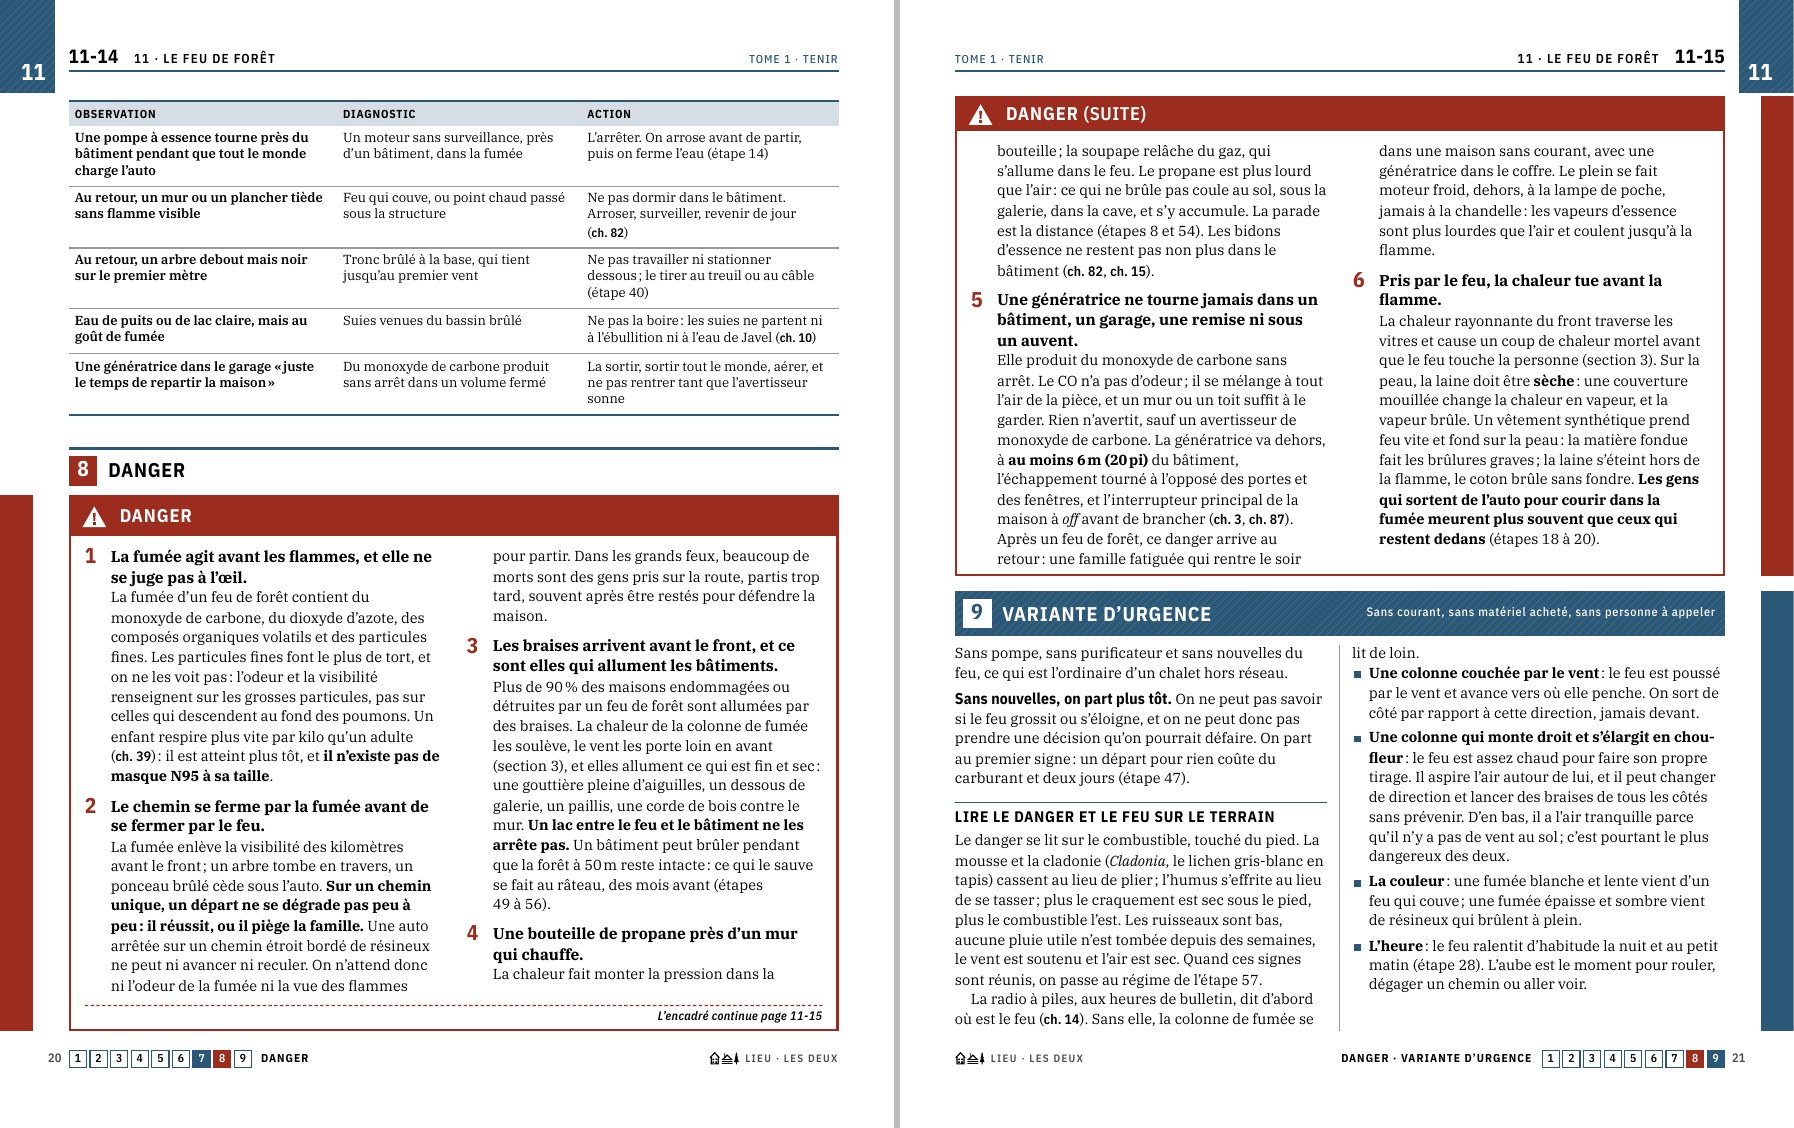 11
11-14 11 · LE FEU DE FORÊT
TOME 1 · TENIR
OBSERVATION DIAGNOSTIC ACTION
Une pompe à essence tourne près du
bâtiment pendant que tout le monde
charge l’auto
Un moteur sans surveillance, près
d’un bâtiment, dans la fumée
L’arrêter. On arrose avant de partir,
puis on ferme l’eau (étape 14)
Au retour, un mur ou un plancher tiède
sans flamme visible
Feu qui couve, ou point chaud passé
sous la structure
Ne pas dormir dans le bâtiment.
Arroser, surveiller, revenir de jour
(ch. 82)
Au retour, un arbre debout mais noir
sur le premier mètre
Tronc brûlé à la base, qui tient
jusqu’au premier vent
Ne pas travailler ni stationner
dessous ; le tirer au treuil ou au câble
(étape 40)
Eau de puits ou de lac claire, mais au
goût de fumée
Suies venues du bassin brûlé
Ne pas la boire : les suies ne partent ni
à l’ébullition ni à l’eau de Javel (ch. 10)
Une génératrice dans le garage « juste
le temps de repartir la maison »
Du monoxyde de carbone produit
sans arrêt dans un volume fermé
La sortir, sortir tout le monde, aérer, et
ne pas rentrer tant que l’avertisseur
sonne
8 DANGER
DANGER
1 La fumée agit avant les flammes, et elle ne
se juge pas à l’œil.
La fumée d’un feu de forêt contient du
monoxyde de carbone, du dioxyde d’azote, des
composés organiques volatils et des particules
fines. Les particules fines font le plus de tort, et
on ne les voit pas : l’odeur et la visibilité
renseignent sur les grosses particules, pas sur
celles qui descendent au fond des poumons. Un
enfant respire plus vite par kilo qu’un adulte
(ch. 39) : il est atteint plus tôt, et il n’existe pas de
masque N95 à sa taille.
2 Le chemin se ferme par la fumée avant de
se fermer par le feu.
La fumée enlève la visibilité des kilomètres
avant le front ; un arbre tombe en travers, un
ponceau brûlé cède sous l’auto. Sur un chemin
unique, un départ ne se dégrade pas peu à
peu : il réussit, ou il piège la famille. Une auto
arrêtée sur un chemin étroit bordé de résineux
ne peut ni avancer ni reculer. On n’attend donc
ni l’odeur de la fumée ni la vue des flammes
pour partir. Dans les grands feux, beaucoup de
morts sont des gens pris sur la route, partis trop
tard, souvent après être restés pour défendre la
maison.
3 Les braises arrivent avant le front, et ce
sont elles qui allument les bâtiments.
Plus de 90 % des maisons endommagées ou
détruites par un feu de forêt sont allumées par
des braises. La chaleur de la colonne de fumée
les soulève, le vent les porte loin en avant
(section 3), et elles allument ce qui est fin et sec :
une gouttière pleine d’aiguilles, un dessous de
galerie, un paillis, une corde de bois contre le
mur. Un lac entre le feu et le bâtiment ne les
arrête pas. Un bâtiment peut brûler pendant
que la forêt à 50 m reste intacte : ce qui le sauve
se fait au râteau, des mois avant (étapes
49 à 56).
4 Une bouteille de propane près d’un mur
qui chauffe.
La chaleur fait monter la pression dans la
L’encadré continue page 11-15
20 1 2 3 4 5 6 7 8 9 DANGER
LIEU · LES DEUX
TOME 1 · TENIR
11 · LE FEU DE FORÊT 11-15
11
DANGER (SUITE)
bouteille ; la soupape relâche du gaz, qui
s’allume dans le feu. Le propane est plus lourd
que l’air : ce qui ne brûle pas coule au sol, sous la
galerie, dans la cave, et s’y accumule. La parade
est la distance (étapes 8 et 54). Les bidons
d’essence ne restent pas non plus dans le
bâtiment (ch. 82, ch. 15).
5 Une génératrice ne tourne jamais dans un
bâtiment, un garage, une remise ni sous
un auvent.
Elle produit du monoxyde de carbone sans
arrêt. Le CO n’a pas d’odeur ; il se mélange à tout
l’air de la pièce, et un mur ou un toit suffit à le
garder. Rien n’avertit, sauf un avertisseur de
monoxyde de carbone. La génératrice va dehors,
à au moins 6 m (20 pi) du bâtiment,
l’échappement tourné à l’opposé des portes et
des fenêtres, et l’interrupteur principal de la
maison à off avant de brancher (ch. 3, ch. 87).
Après un feu de forêt, ce danger arrive au
retour : une famille fatiguée qui rentre le soir
dans une maison sans courant, avec une
génératrice dans le coffre. Le plein se fait
moteur froid, dehors, à la lampe de poche,
jamais à la chandelle : les vapeurs d’essence
sont plus lourdes que l’air et coulent jusqu’à la
flamme.
6 Pris par le feu, la chaleur tue avant la
flamme.
La chaleur rayonnante du front traverse les
vitres et cause un coup de chaleur mortel avant
que le feu touche la personne (section 3). Sur la
peau, la laine doit être sèche : une couverture
mouillée change la chaleur en vapeur, et la
vapeur brûle. Un vêtement synthétique prend
feu vite et fond sur la peau : la matière fondue
fait les brûlures graves ; la laine s’éteint hors de
la flamme, le coton brûle sans fondre. Les gens
qui sortent de l’auto pour courir dans la
fumée meurent plus souvent que ceux qui
restent dedans (étapes 18 à 20).
9 VARIANTE D’URGENCE
Sans courant, sans matériel acheté, sans personne à appeler
Sans pompe, sans purificateur et sans nouvelles du
feu, ce qui est l’ordinaire d’un chalet hors réseau.
Sans nouvelles, on part plus tôt. On ne peut pas savoir
si le feu grossit ou s’éloigne, et on ne peut donc pas
prendre une décision qu’on pourrait défaire. On part
au premier signe : un départ pour rien coûte du
carburant et deux jours (étape 47).
LIRE LE DANGER ET LE FEU SUR LE TERRAIN
Le danger se lit sur le combustible, touché du pied. La
mousse et la cladonie (Cladonia, le lichen gris-blanc en
tapis) cassent au lieu de plier ; l’humus s’effrite au lieu
de se tasser ; plus le craquement est sec sous le pied,
plus le combustible l’est. Les ruisseaux sont bas,
aucune pluie utile n’est tombée depuis des semaines,
le vent est soutenu et l’air est sec. Quand ces signes
sont réunis, on passe au régime de l’étape 57.
La radio à piles, aux heures de bulletin, dit d’abord
où est le feu (ch. 14). Sans elle, la colonne de fumée se
lit de loin.
Une colonne couchée par le vent : le feu est poussé
par le vent et avance vers où elle penche. On sort de
côté par rapport à cette direction, jamais devant.
Une colonne qui monte droit et s’élargit en chou-
fleur : le feu est assez chaud pour faire son propre
tirage. Il aspire l’air autour de lui, et il peut changer
de direction et lancer des braises de tous les côtés
sans prévenir. D’en bas, il a l’air tranquille parce
qu’il n’y a pas de vent au sol ; c’est pourtant le plus
dangereux des deux.
La couleur : une fumée blanche et lente vient d’un
feu qui couve ; une fumée épaisse et sombre vient
de résineux qui brûlent à plein.
L’heure : le feu ralentit d’habitude la nuit et au petit
matin (étape 28). L’aube est le moment pour rouler,
dégager un chemin ou aller voir.
LIEU · LES DEUX
DANGER · VARIANTE D’URGENCE 1 2 3 4 5 6 7 8 9 21